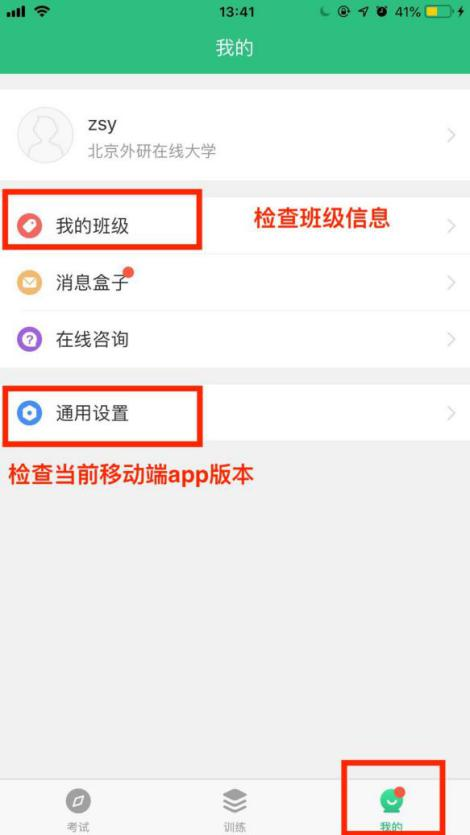 13:41
41%
我的
zsy
北京外研在线大学
我的班级
检查班级信息
消息盒子
在线咨询
通用设置
检查当前移动端app版本
考试
训练
我的